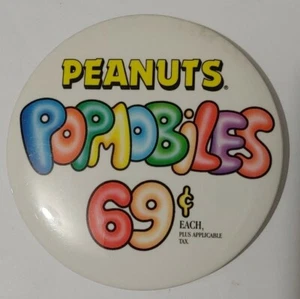 PEANUTS®
POPMOBiLES
69¢
EACH,
PLUS APPLICABLE
TAX.